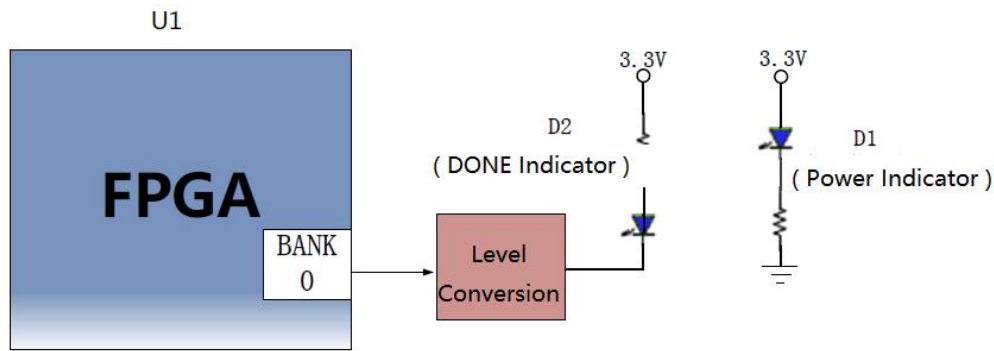 U1
FPGA
BANK
0
Level
Conversion
3.3V
D2
( DONE Indicator )
3.3V
D1
( Power Indicator )